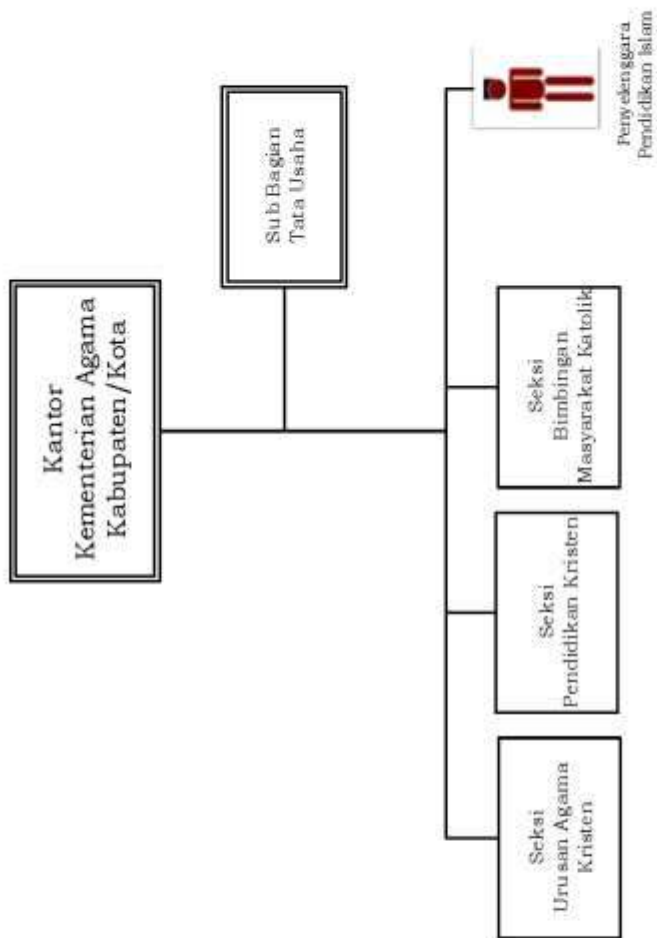 Kantor
Kementerian Agama
Kabupaten/Kota
Sub Bagian
Tata Usaha
Seksi
Urusan Agama
Kristen
Seksi
Pendidikan Kristen
Seksi
Bimbingan
Masyarakat Katolik
Penyelenggara
Pendidikan Islam